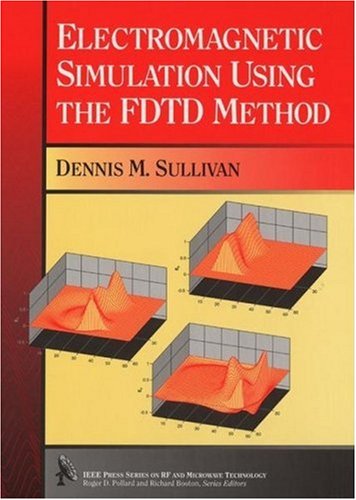 ELECTROMAGNETIC
SIMULATION USING
THE FDTD METHOD
DENNIS M. SULLIVAN
IEEE PRESS SERIES ON RF AND MICROWAVE TECHNOLOGY
Roger D. Pollard and Richard Booton, Series Editors